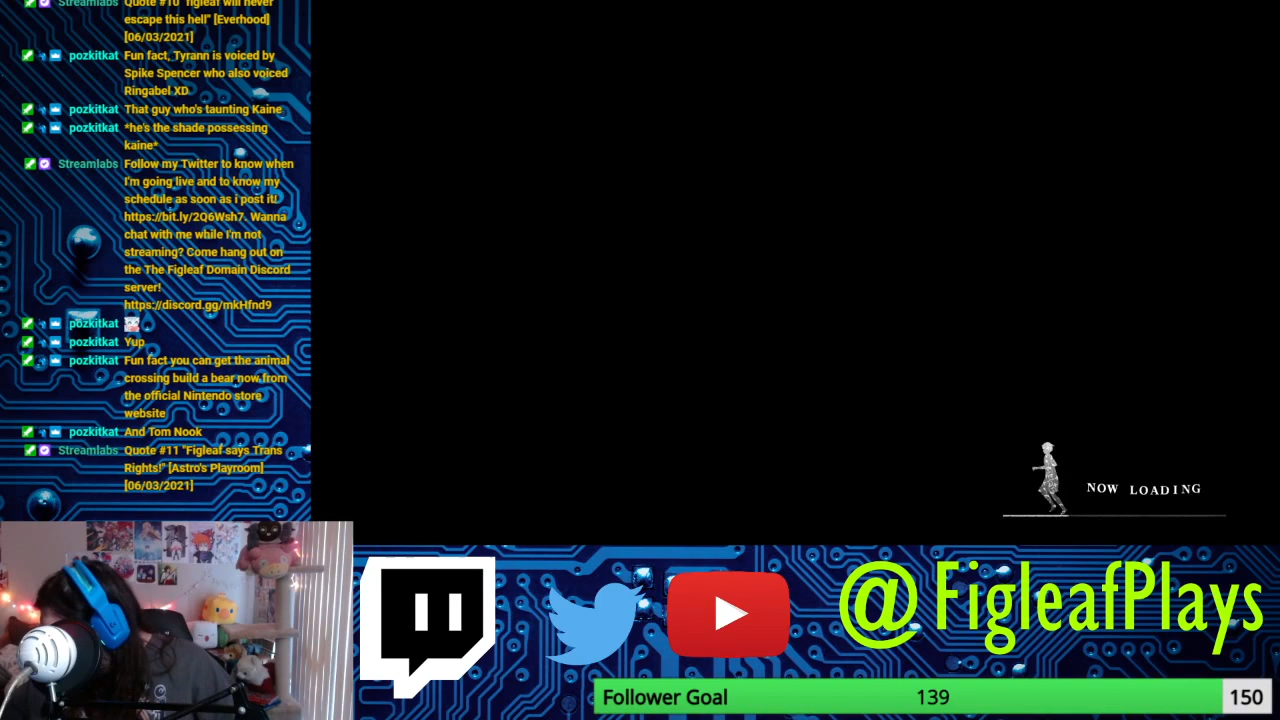 Streamlabs Quote #10 "figleaf will never
escape this hell" [Everhood]
[06/03/2021]
pozkitkat Fun fact, Tyrann is voiced by
Spike Spencer who also voiced
Ringabel XD
pozkitkat That guy who's taunting Kaine
pozkitkat *he's the shade possessing
kaine*
Streamlabs Follow my Twitter to know when
I'm going live and to know my
schedule as soon as i post it!
https://bit.ly/2Q6Wsh7. Wanna
chat with me while I'm not
streaming? Come hang out on
the The Figleaf Domain Discord
server!
https://discord.gg/mkHfnd9
pozkitkat
pozkitkat Yup
pozkitkat Fun fact you can get the animal
crossing build a bear now from
the official Nintendo store
website
pozkitkat And Tom Nook
Streamlabs Quote #11 "Figleaf says Trans
Rights!" [Astro's Playroom]
[06/03/2021]
NOW LOADING
@FigleafPlays
Follower Goal 139 150